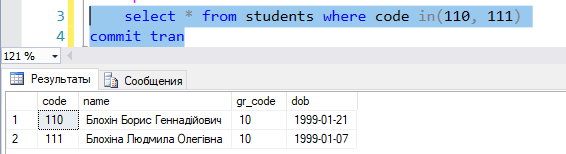 3 select * from students where code in(110, 111)
4 commit tran
121 %
Результаты Сообщения
code name gr_code dob
1 110 Блохін Борис Геннадійович 10 1999-01-21
2 111 Блохіна Людмила Олегівна 10 1999-01-07